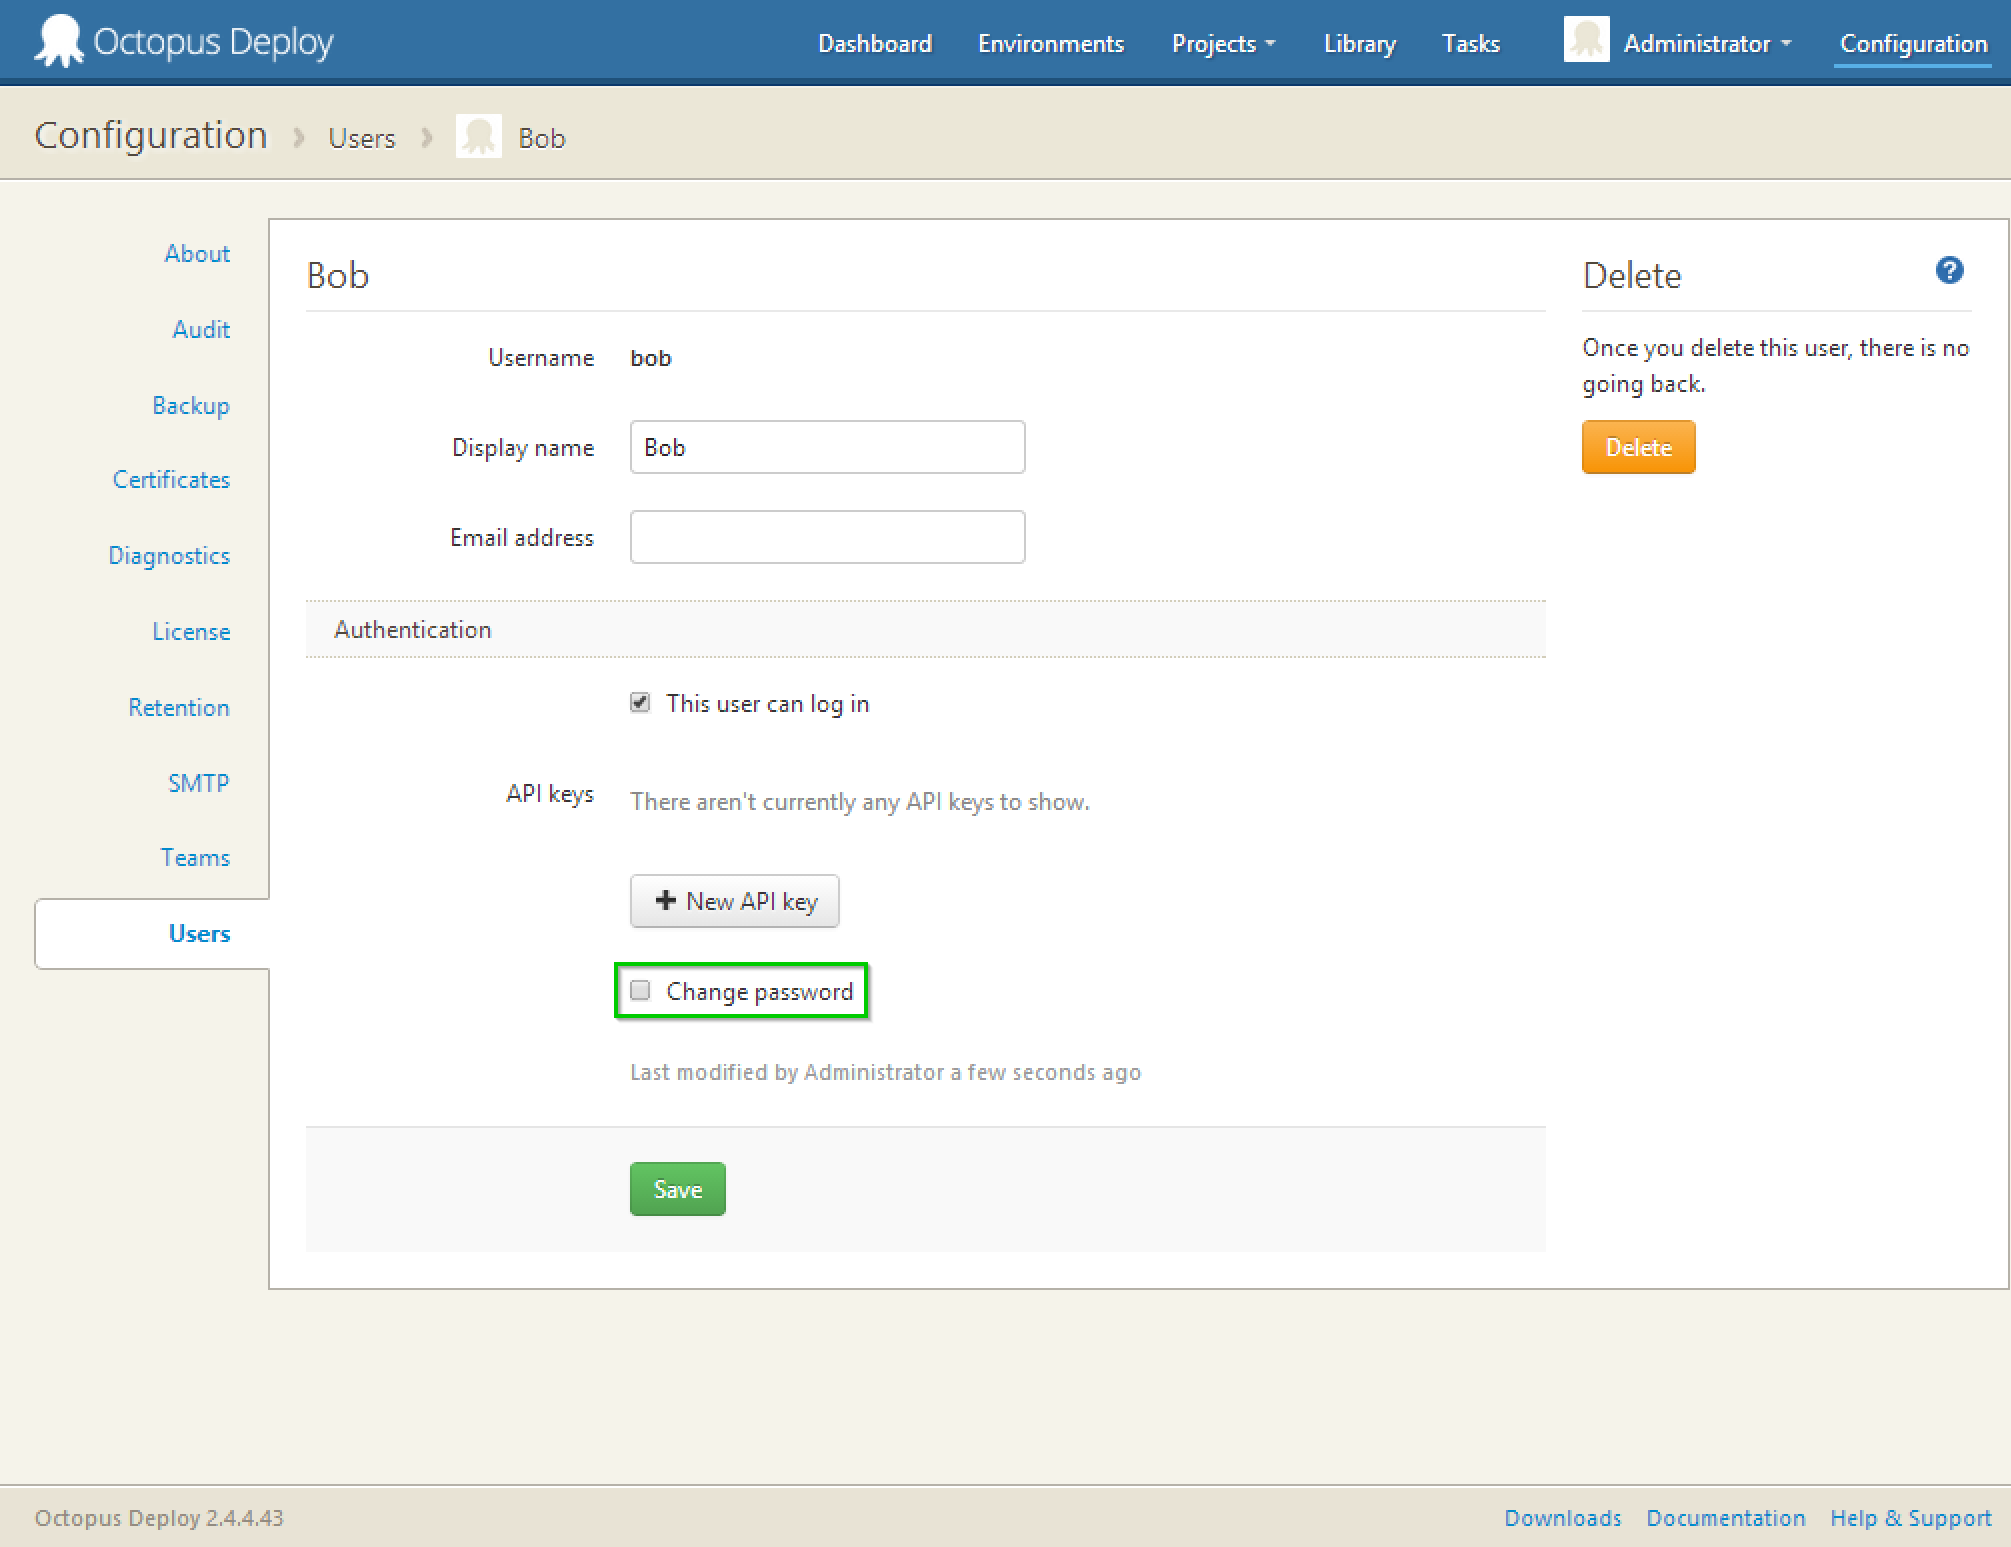 Octopus Deploy
Dashboard
Environments
Projects
Library
Tasks
Administrator
Configuration
Configuration
Users
Bob
About
Audit
Backup
Certificates
Diagnostics
License
Retention
SMTP
Teams
Users
Bob
Username bob
Display name Bob
Email address
Authentication
This user can log in
API keys There aren't currently any API keys to show.
New API key
Change password
Last modified by Administrator a few seconds ago
Save
Delete
?
Once you delete this user, there is no
going back.
Delete
Octopus Deploy 2.4.4.43
Downloads
Documentation
Help & Support